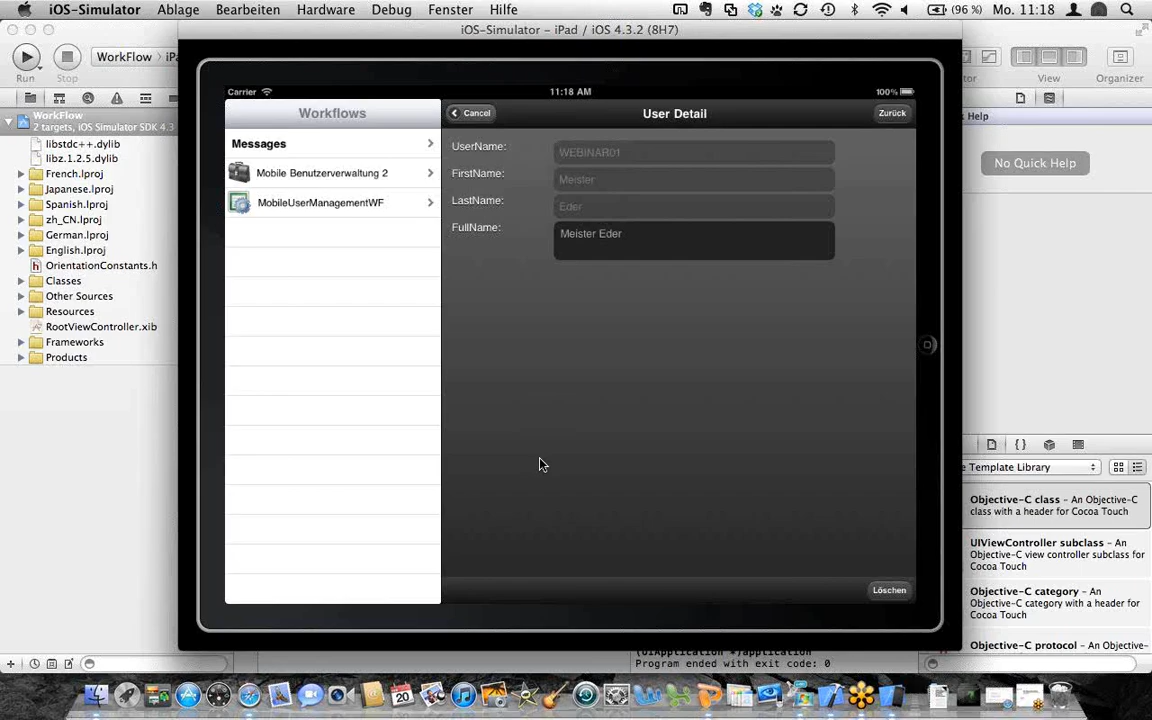 iOS-Simulator Ablage Bearbeiten Hardware Debug Fenster Hilfe
(96 %) Mo. 11:18
iOS-Simulator – iPad / iOS 4.3.2 (8H7)
WorkFlow
iPa
Run
Stop
View
Organizer
WorkFlow
2 targets, iOS Simulator SDK 4.3
libstdc++.dylib
libz.1.2.5.dylib
French.lproj
Japanese.lproj
Spanish.lproj
zh_CN.lproj
German.lproj
English.lproj
OrientationConstants.h
Classes
Other Sources
Resources
RootViewController.xib
Frameworks
Products
Carrier
11:18 AM
100%
Workflows
Messages
Mobile Benutzerverwaltung 2
MobileUserManagementWF
Cancel
User Detail
Zurück
UserName:
WEBINAR01
FirstName:
Meister
LastName:
Eder
FullName:
Meister Eder
Löschen
Help
No Quick Help
e Template Library
Objective-C class – An Objective-C
class with a header for Cocoa Touch
UIViewController subclass – An
Objective-C view controller subclass for
Cocoa Touch
Objective-C category – An
Objective-C category with a header for
Cocoa Touch
Objective-C protocol – An Objective-
Program ended with exit code: 0